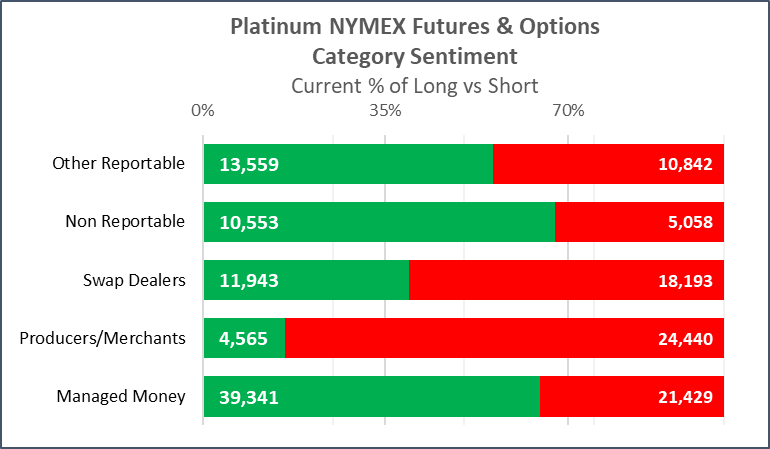 Platinum NYMEX Futures & Options
Category Sentiment
Current % of Long vs Short
0% 35% 70%
Other Reportable 13,559 10,842
Non Reportable 10,553 5,058
Swap Dealers 11,943 18,193
Producers/Merchants 4,565 24,440
Managed Money 39,341 21,429